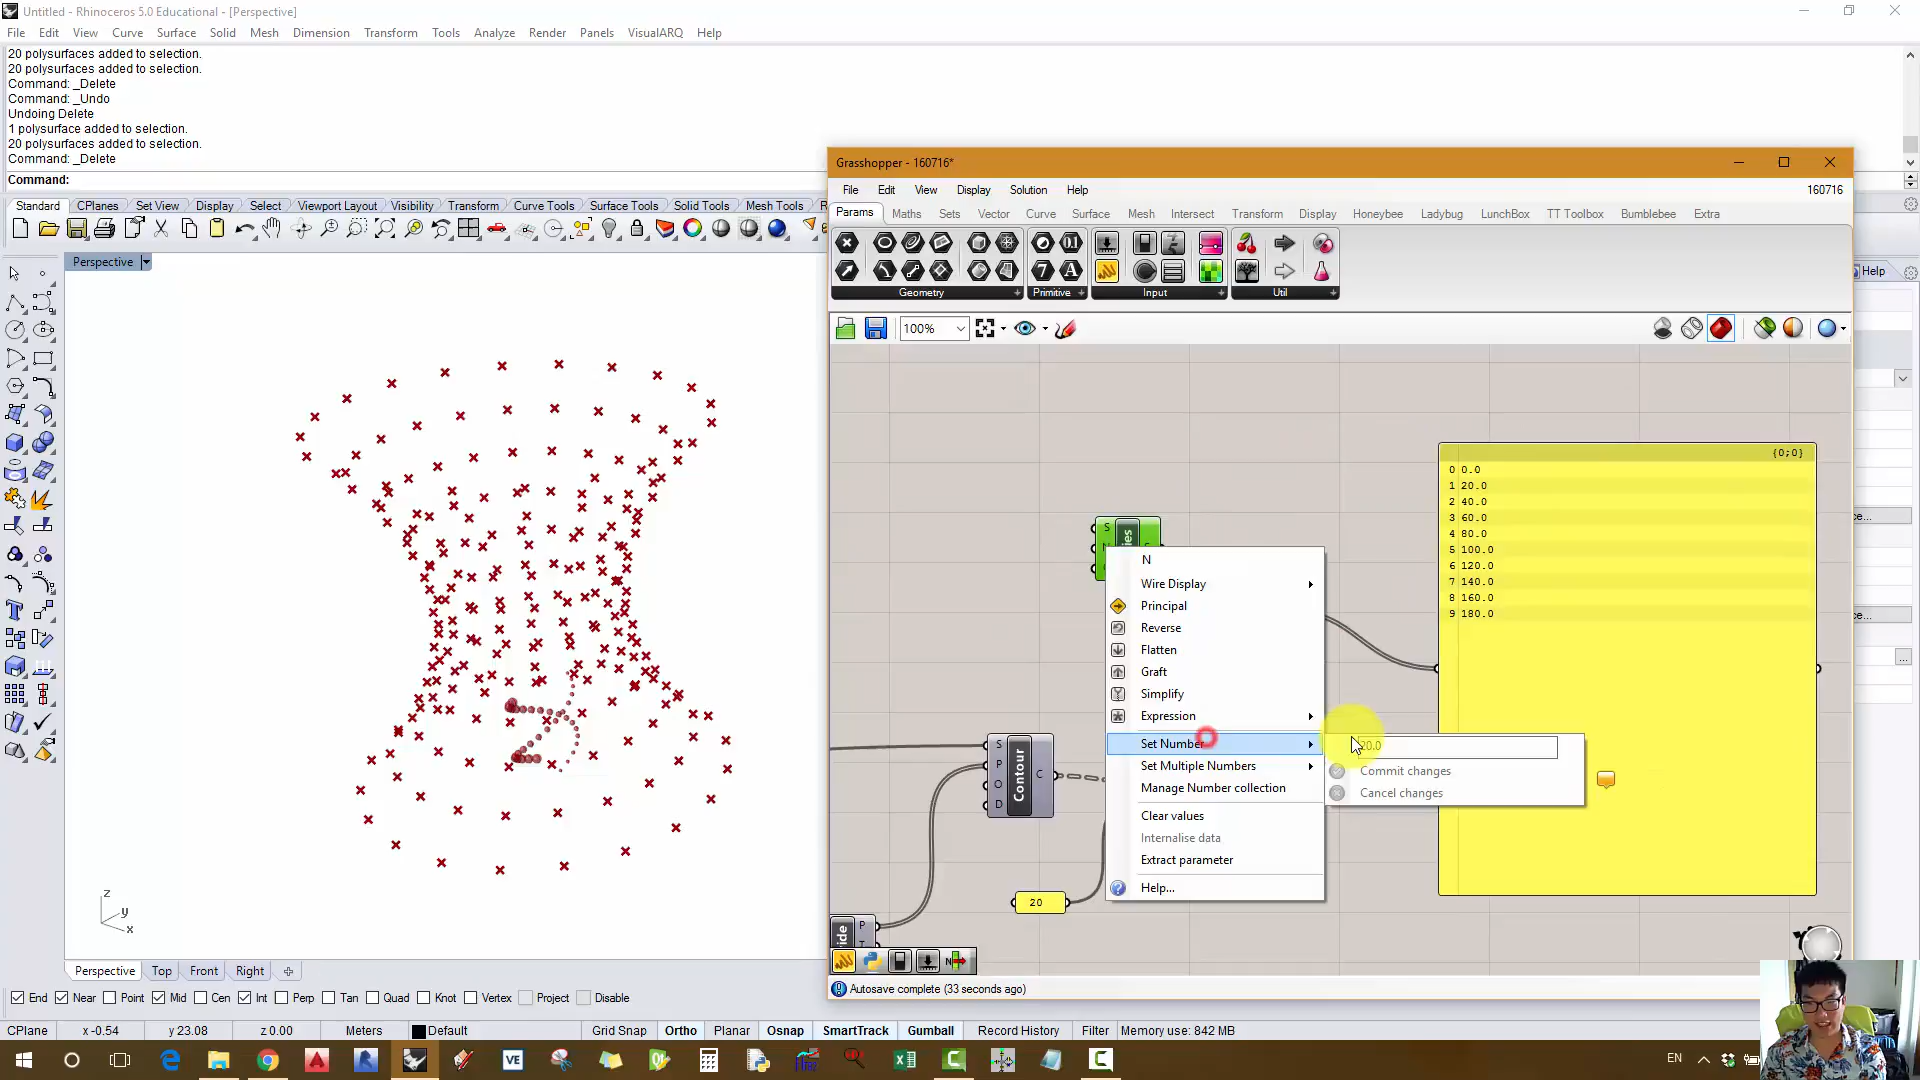 Untitled - Rhinoceros 5.0 Educational - [Perspective]
File Edit View Curve Surface Solid Mesh Dimension Transform Tools Analyze Render Panels VisualARQ Help
20 polysurfaces added to selection.
20 polysurfaces added to selection.
Command: _Delete
Command: _Undo
Undoing Delete
1 polysurface added to selection.
20 polysurfaces added to selection.
Command: _Delete
Command:
Standard CPlanes Set View Display Select Viewport Layout Visibility Transform Curve Tools Surface Tools Solid Tools Mesh Tools
Perspective
z
y
x
Perspective Top Front Right
End Near Point Mid Cen Int Perp Tan Quad Knot Vertex Project Disable
CPlane x -0.54 y 23.08 z 0.00 Meters Default Grid Snap Ortho Planar Osnap SmartTrack Gumball Record History Filter Memory use: 842 MB
Grasshopper - 160716*
File Edit View Display Solution Help 160716
Params Maths Sets Vector Curve Surface Mesh Intersect Transform Display Honeybee Ladybug LunchBox TT Toolbox Bumblebee Extra
Geometry Primitive Input Util
100%
{0;0}
0 0.0
1 20.0
2 40.0
3 60.0
4 80.0
5 100.0
6 120.0
7 140.0
8 160.0
9 180.0
S
N
Wire Display
Principal
Reverse
Flatten
Graft
Simplify
Expression
Set Number
Set Multiple Numbers
Manage Number collection
Clear values
Internalise data
Extract parameter
Help...
20.0
Commit changes
Cancel changes
S
P
O
D
Contour
C
20
P
Autosave complete (33 seconds ago)
Help
VE
EN